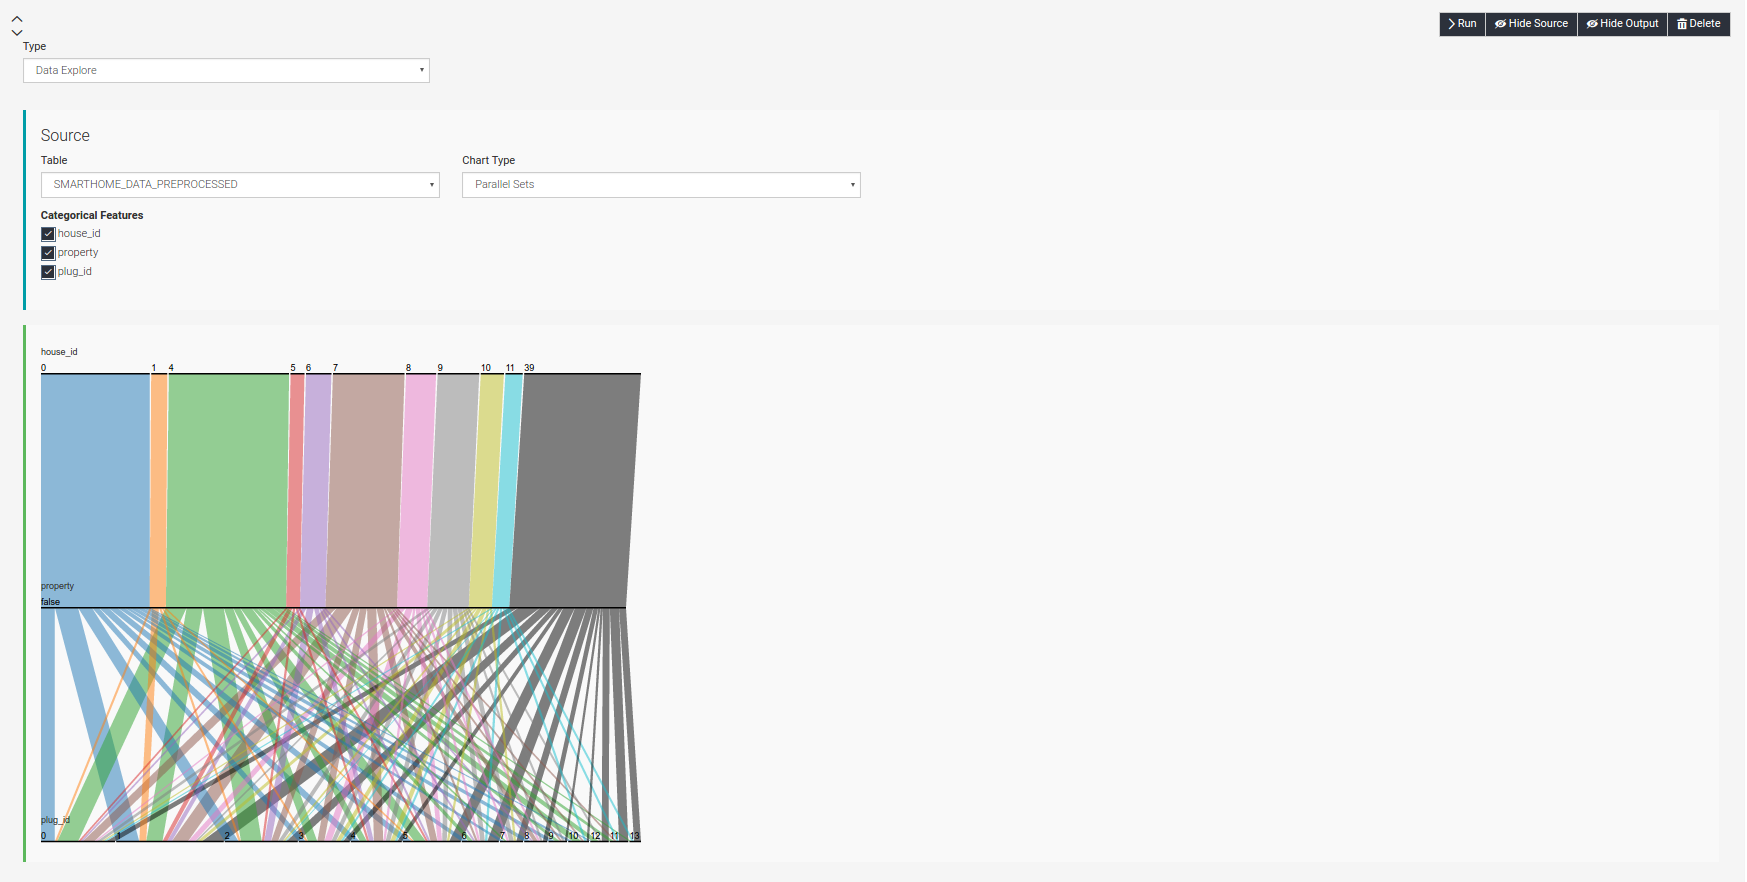 Run Hide Source Hide Output Delete
Type
Data Explore
Source
Table Chart Type
SMARTHOME_DATA_PREPROCESSED Parallel Sets
Categorical Features
house_id
property
plug_id
house_id
0 1 4 5 6 7 8 9 10 11 39
property
false
plug_id
0 1 2 3 4 5 6 7 8 9 10 12 11 13